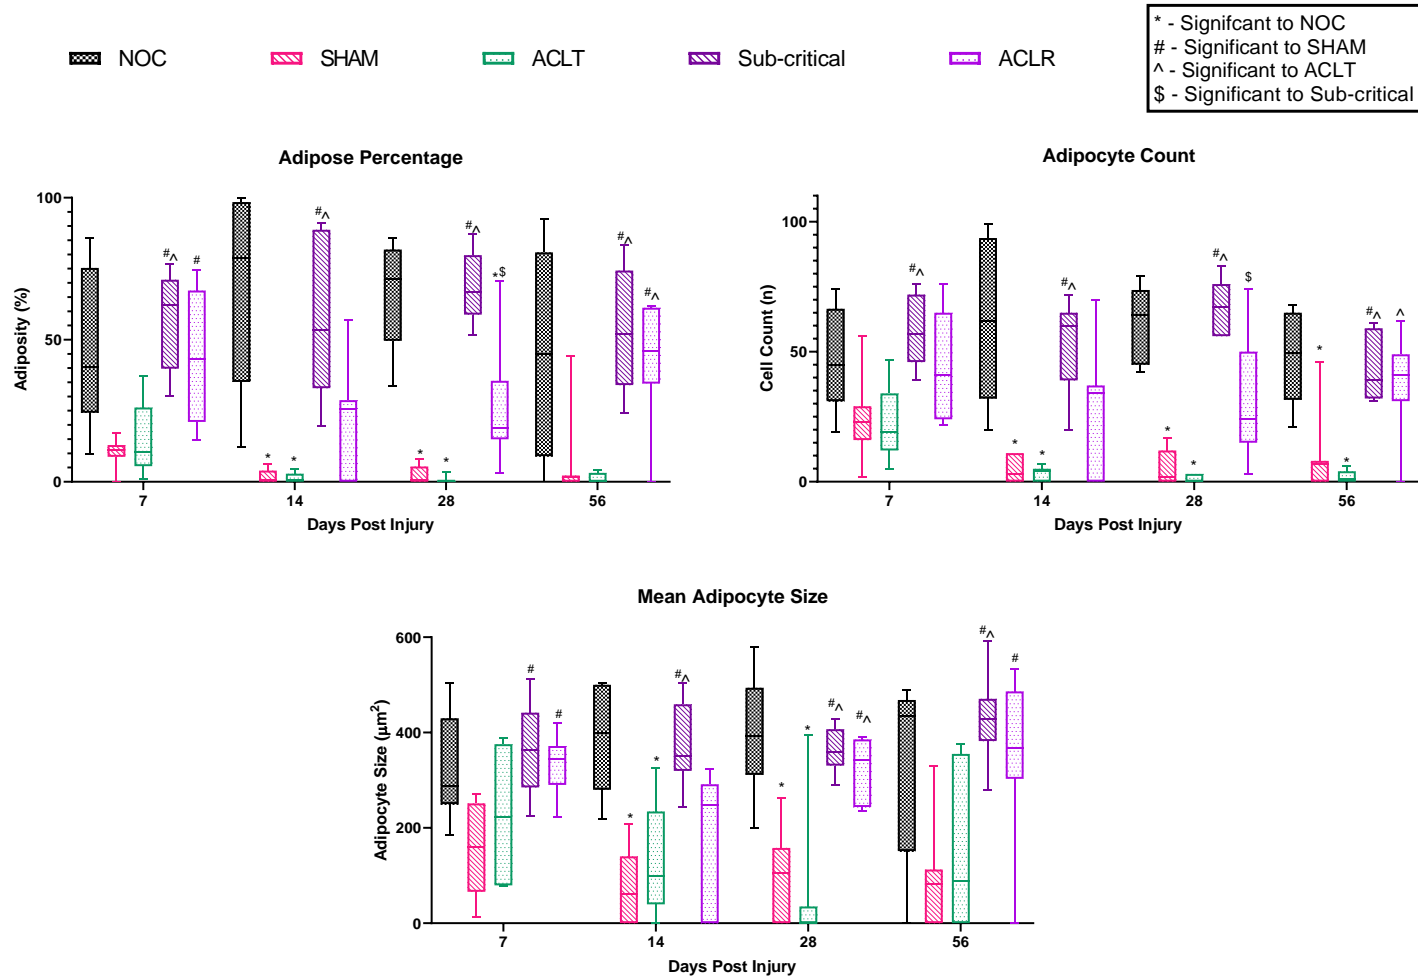 NOC SHAM ACLT Sub-critical ACLR
* - Signifcant to NOC
# - Significant to SHAM
^ - Significant to ACLT
$ - Significant to Sub-critical
Adipose Percentage
Adiposity (%)
100
50
0
#^ # #^ #^ *$ #^ #^
* * * *
7 14 28 56
Days Post Injury
Adipocyte Count
Cell Count (n)
100
50
0
#^ #^ #^ $ #^ ^
* * * * * *
7 14 28 56
Days Post Injury
Mean Adipocyte Size
Adipocyte Size (µm²)
600
400
200
0
# # #^ #^ #^ #^ #
* * * *
7 14 28 56
Days Post Injury